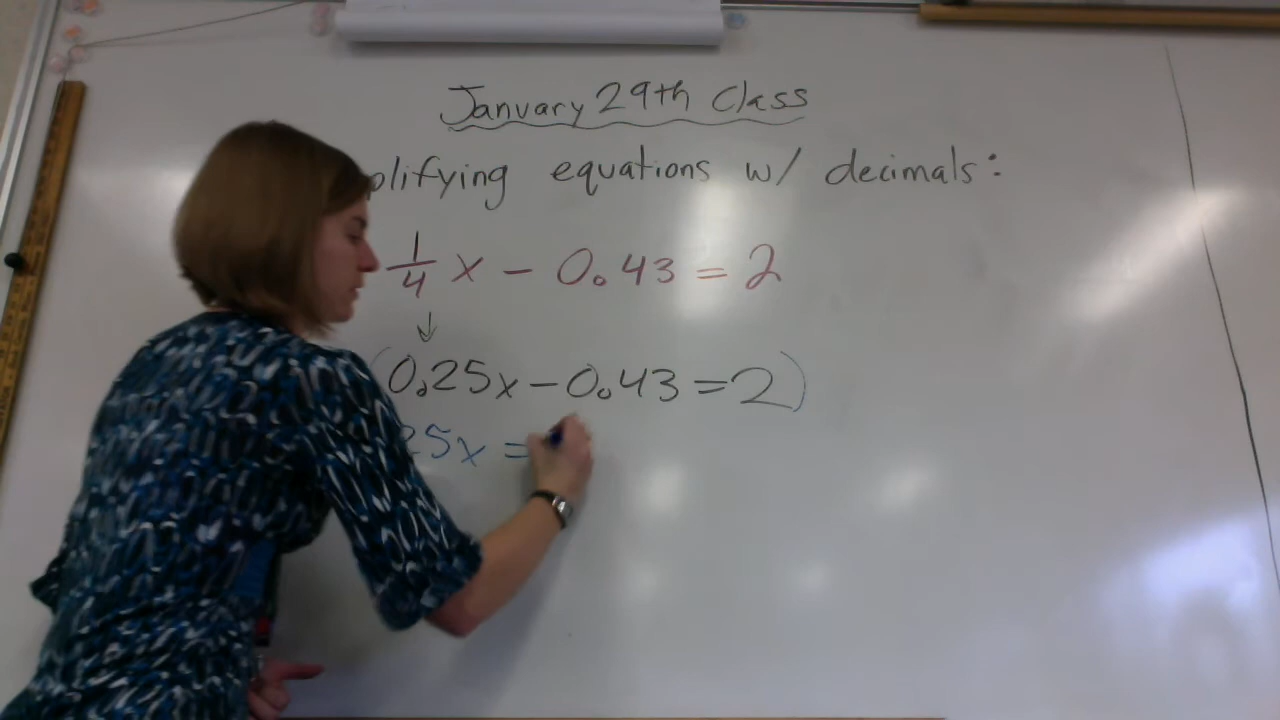 January 29th Class
plifying equations w/ decimals:
1/4 x - 0.43 = 2
↓
(0.25x - 0.43 = 2)
25x =